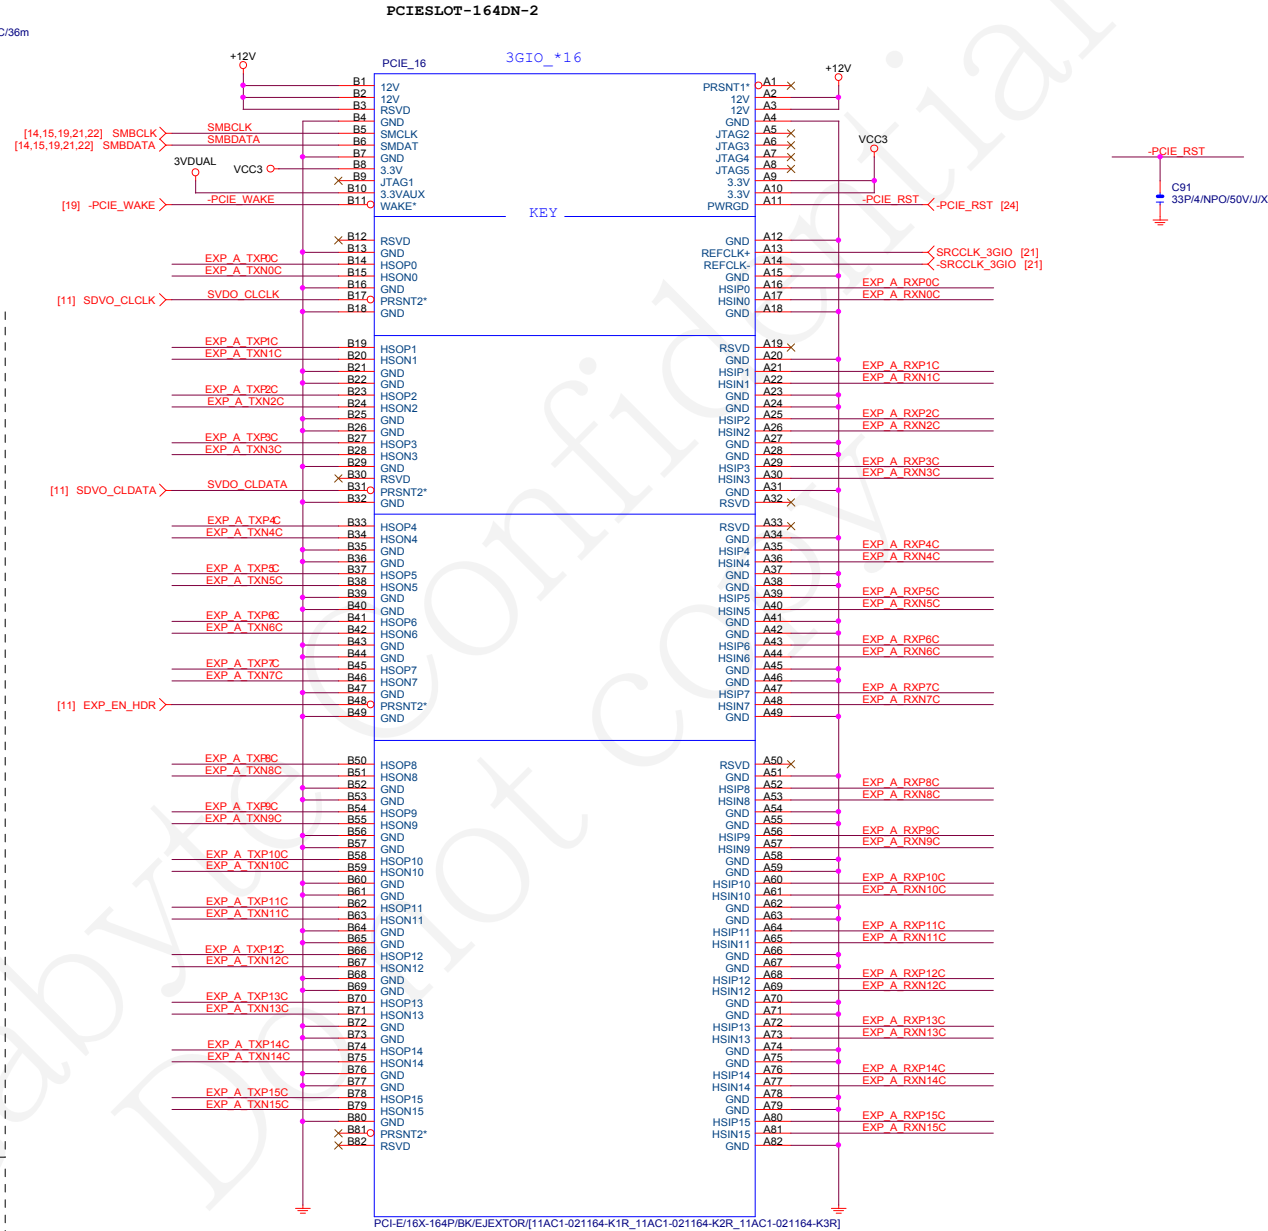 PCIESLOT-164DN-2
C/36m
3GIO_*16
PCIE_16
+12V
+12V
B1 12V PRSNT1* A1
B2 12V 12V A2
B3 RSVD 12V A3
B4 GND GND A4
[14,15,19,21,22] SMBCLK SMBCLK B5 SMCLK JTAG2 A5
[14,15,19,21,22] SMBDATA SMBDATA B6 SMDAT JTAG3 A6
B7 GND JTAG4 A7
3VDUAL VCC3 B8 3.3V JTAG5 A8 VCC3
B9 JTAG1 3.3V A9
B10 3.3VAUX 3.3V A10
[19] -PCIE_WAKE -PCIE_WAKE B11 WAKE* PWRGD A11 -PCIE_RST -PCIE_RST [24]
KEY
-PCIE_RST
C91
33P/4/NPO/50V/J/X
B12 RSVD GND A12
B13 GND REFCLK+ A13 SRCCLK_3GIO [21]
EXP_A_TXP0C B14 HSOP0 REFCLK- A14 -SRCCLK_3GIO [21]
EXP_A_TXN0C B15 HSON0 GND A15
B16 GND HSIP0 A16 EXP_A_RXP0C
[11] SDVO_CLCLK SVDO_CLCLK B17 PRSNT2* HSIN0 A17 EXP_A_RXN0C
B18 GND GND A18
EXP_A_TXP1C B19 HSOP1 RSVD A19
EXP_A_TXN1C B20 HSON1 GND A20
B21 GND HSIP1 A21 EXP_A_RXP1C
B22 GND HSIN1 A22 EXP_A_RXN1C
EXP_A_TXP2C B23 HSOP2 GND A23
EXP_A_TXN2C B24 HSON2 GND A24
B25 GND HSIP2 A25 EXP_A_RXP2C
B26 GND HSIN2 A26 EXP_A_RXN2C
EXP_A_TXP3C B27 HSOP3 GND A27
EXP_A_TXN3C B28 HSON3 GND A28
B29 GND HSIP3 A29 EXP_A_RXP3C
B30 RSVD HSIN3 A30 EXP_A_RXN3C
[11] SDVO_CLDATA SVDO_CLDATA B31 PRSNT2* GND A31
B32 GND RSVD A32
EXP_A_TXP4C B33 HSOP4 RSVD A33
EXP_A_TXN4C B34 HSON4 GND A34
B35 GND HSIP4 A35 EXP_A_RXP4C
B36 GND HSIN4 A36 EXP_A_RXN4C
EXP_A_TXP5C B37 HSOP5 GND A37
EXP_A_TXN5C B38 HSON5 GND A38
B39 GND HSIP5 A39 EXP_A_RXP5C
B40 GND HSIN5 A40 EXP_A_RXN5C
EXP_A_TXP6C B41 HSOP6 GND A41
EXP_A_TXN6C B42 HSON6 GND A42
B43 GND HSIP6 A43 EXP_A_RXP6C
B44 GND HSIN6 A44 EXP_A_RXN6C
EXP_A_TXP7C B45 HSOP7 GND A45
EXP_A_TXN7C B46 HSON7 GND A46
B47 GND HSIP7 A47 EXP_A_RXP7C
[11] EXP_EN_HDR B48 PRSNT2* HSIN7 A48 EXP_A_RXN7C
B49 GND GND A49
EXP_A_TXP8C B50 HSOP8 RSVD A50
EXP_A_TXN8C B51 HSON8 GND A51
B52 GND HSIP8 A52 EXP_A_RXP8C
B53 GND HSIN8 A53 EXP_A_RXN8C
EXP_A_TXP9C B54 HSOP9 GND A54
EXP_A_TXN9C B55 HSON9 GND A55
B56 GND HSIP9 A56 EXP_A_RXP9C
B57 GND HSIN9 A57 EXP_A_RXN9C
EXP_A_TXP10C B58 HSOP10 GND A58
EXP_A_TXN10C B59 HSON10 GND A59
B60 GND HSIP10 A60 EXP_A_RXP10C
B61 GND HSIN10 A61 EXP_A_RXN10C
EXP_A_TXP11C B62 HSOP11 GND A62
EXP_A_TXN11C B63 HSON11 GND A63
B64 GND HSIP11 A64 EXP_A_RXP11C
B65 GND HSIN11 A65 EXP_A_RXN11C
EXP_A_TXP12C B66 HSOP12 GND A66
EXP_A_TXN12C B67 HSON12 GND A67
B68 GND HSIP12 A68 EXP_A_RXP12C
B69 GND HSIN12 A69 EXP_A_RXN12C
EXP_A_TXP13C B70 HSOP13 GND A70
EXP_A_TXN13C B71 HSON13 GND A71
B72 GND HSIP13 A72 EXP_A_RXP13C
B73 GND HSIN13 A73 EXP_A_RXN13C
EXP_A_TXP14C B74 HSOP14 GND A74
EXP_A_TXN14C B75 HSON14 GND A75
B76 GND HSIP14 A76 EXP_A_RXP14C
B77 GND HSIN14 A77 EXP_A_RXN14C
EXP_A_TXP15C B78 HSOP15 GND A78
EXP_A_TXN15C B79 HSON15 GND A79
B80 GND HSIP15 A80 EXP_A_RXP15C
B81 PRSNT2* HSIN15 A81 EXP_A_RXN15C
B82 RSVD GND A82
PCI-E/16X-164P/BK/EJEXTOR/[11AC1-021164-K1R_11AC1-021164-K2R_11AC1-021164-K3R]
abyte Confidential
Do not copy